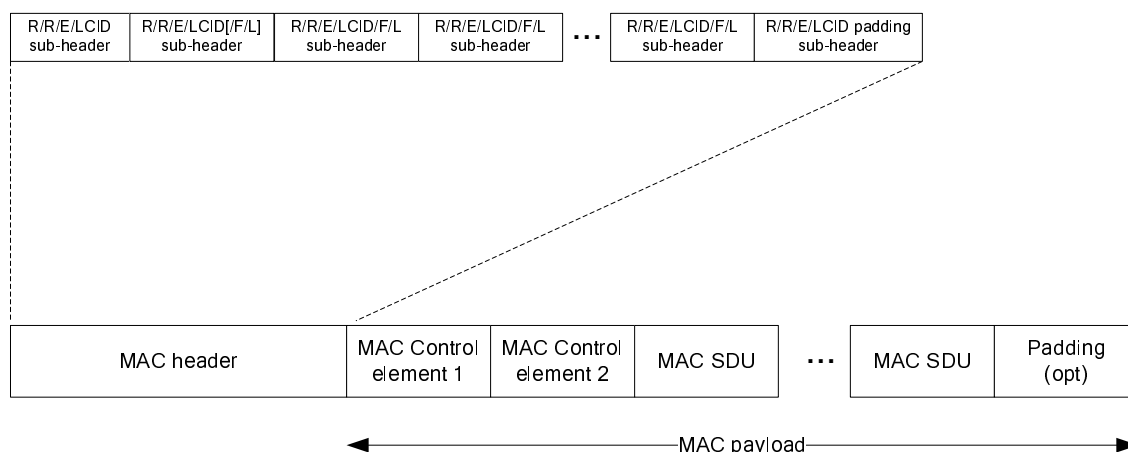 R/R/E/LCID
sub-header
R/R/E/LCID[/F/L]
sub-header
R/R/E/LCID/F/L
sub-header
R/R/E/LCID/F/L
sub-header
...
R/R/E/LCID/F/L
sub-header
R/R/E/LCID padding
sub-header
MAC header
MAC Control
element 1
MAC Control
element 2
MAC SDU
...
MAC SDU
Padding
(opt)
MAC payload